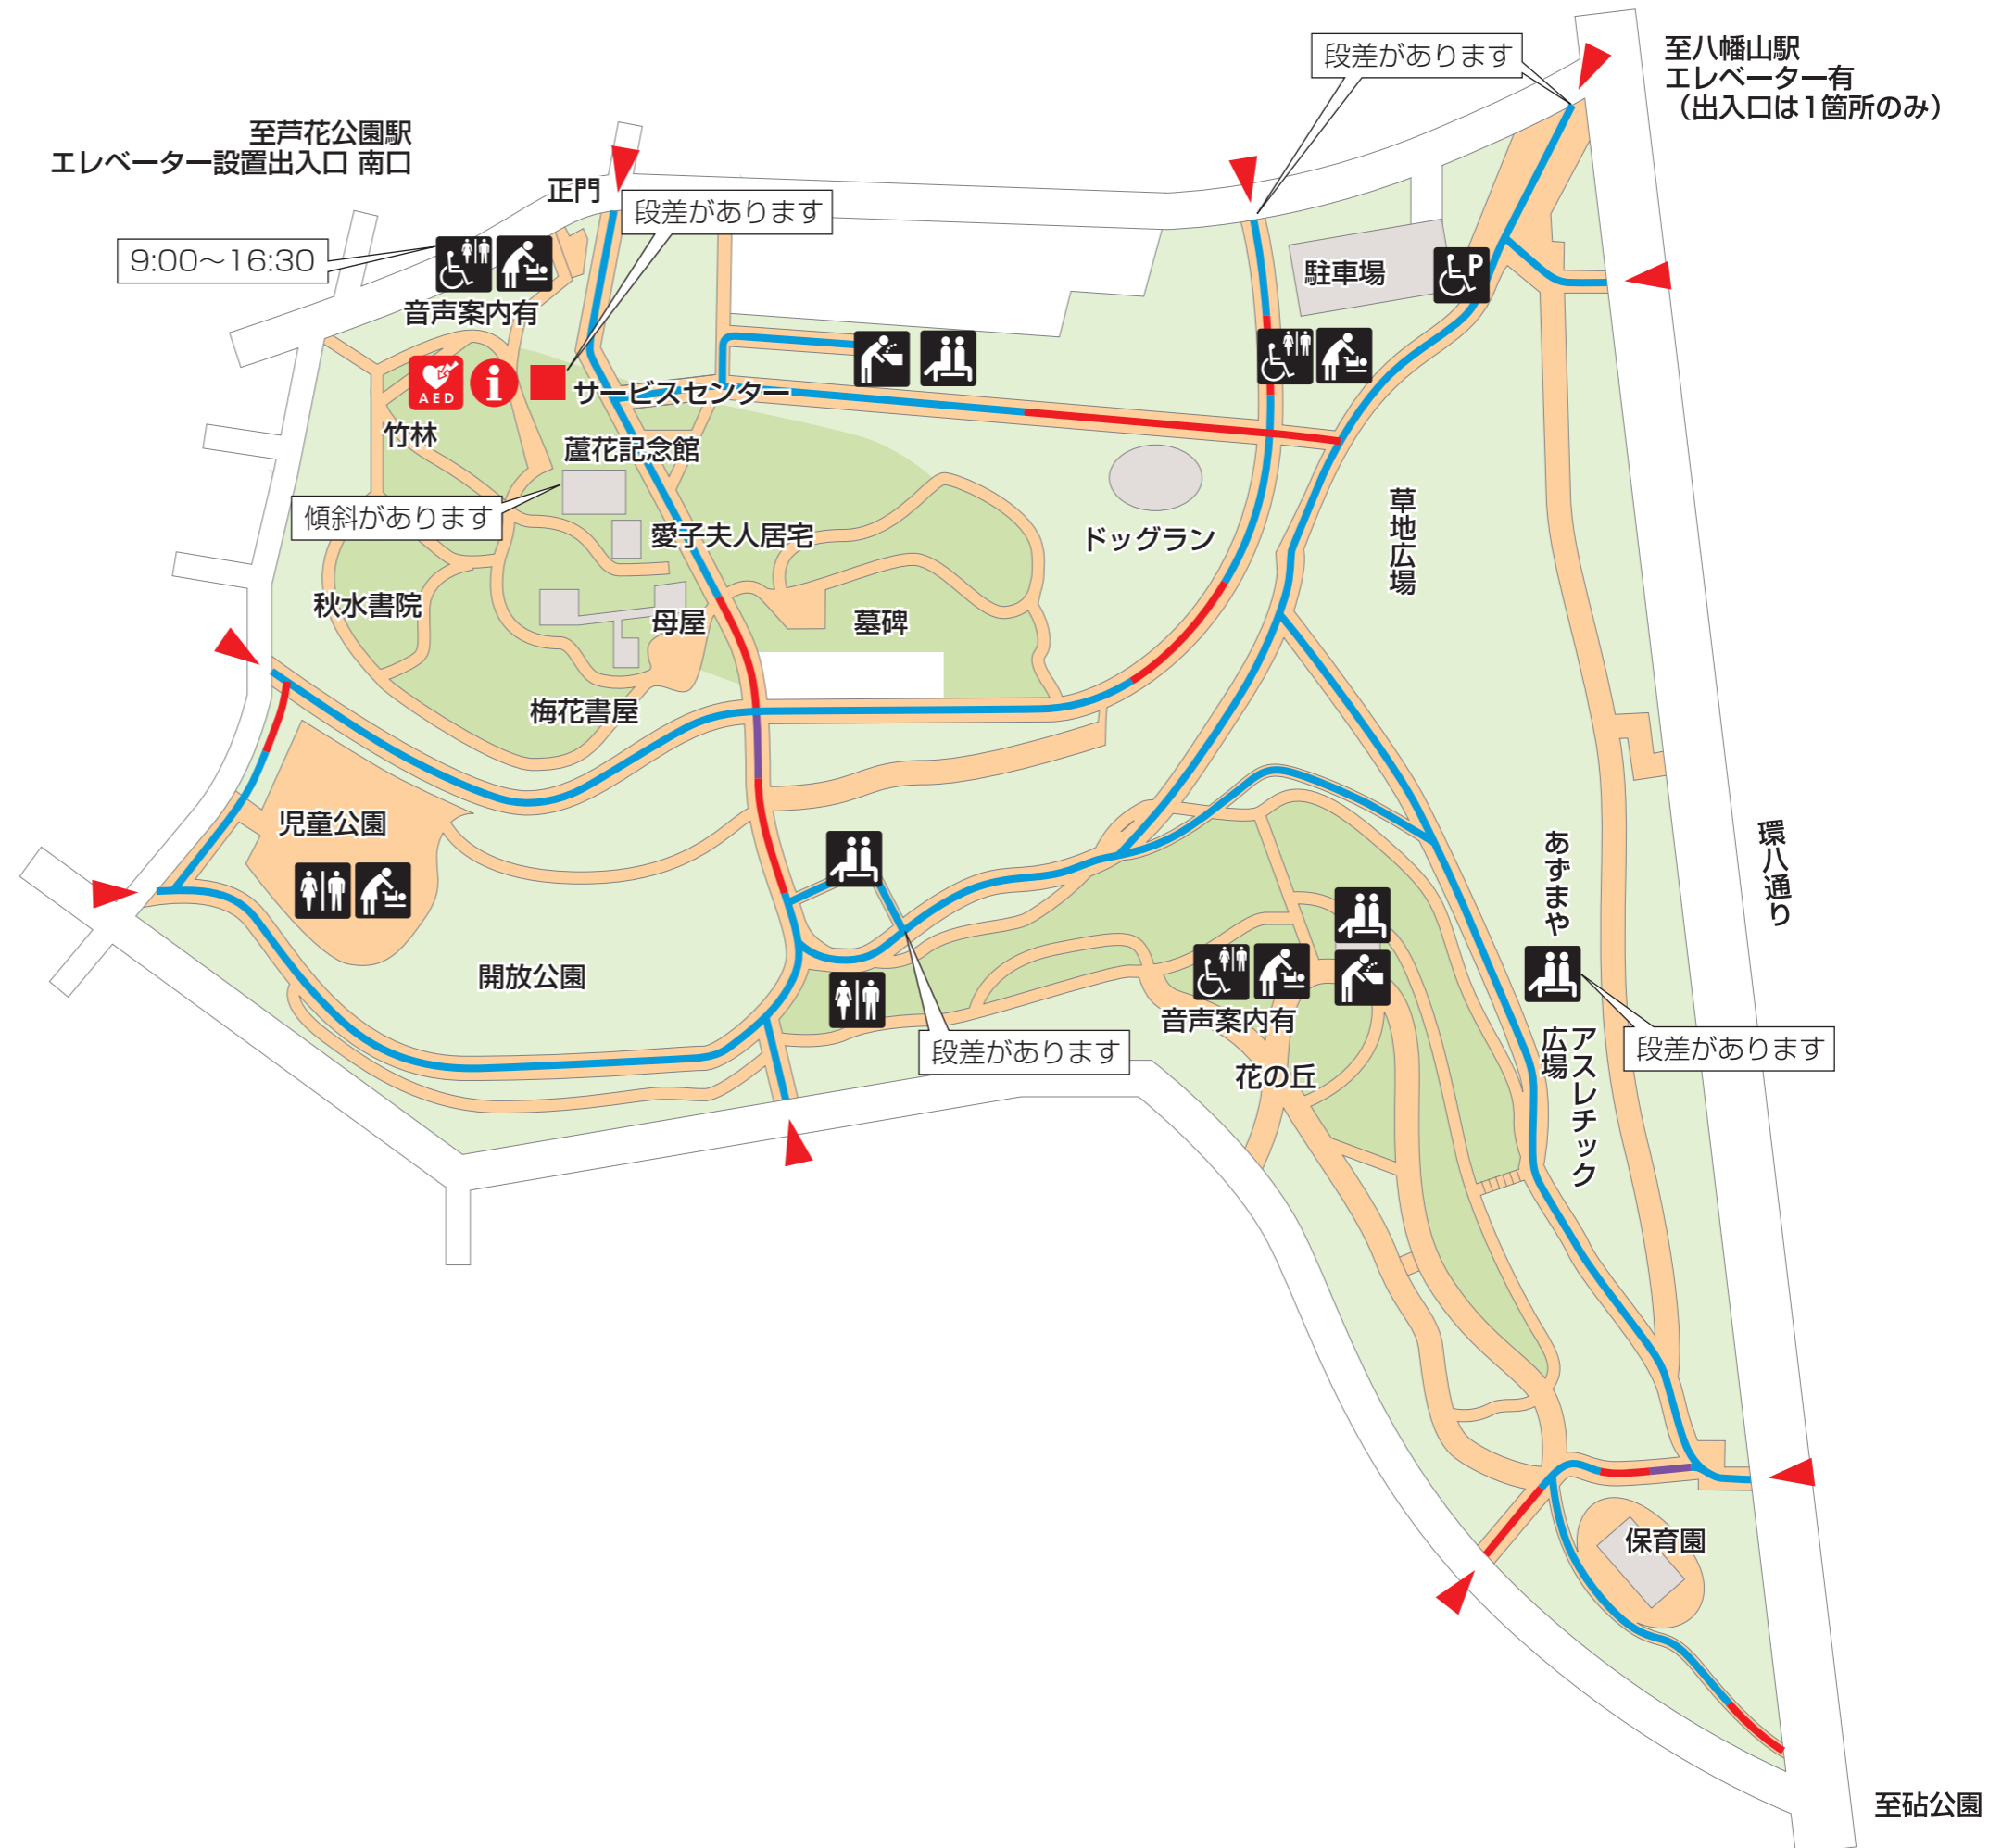 段差があります
至八幡山駅
エレベーター有
（出入口は1箇所のみ）
至芦花公園駅
エレベーター設置出入口 南口
正門
段差があります
9:00〜16:30
音声案内有
駐車場
P
AED
i
サービスセンター
竹林
蘆花記念館
傾斜があります
愛子夫人居宅
ドッグラン
草地広場
秋水書院
母屋
墓碑
梅花書屋
児童公園
あずまや
環八通り
開放公園
音声案内有
段差があります
花の丘
アスレチック
広場
段差があります
保育園
至砧公園